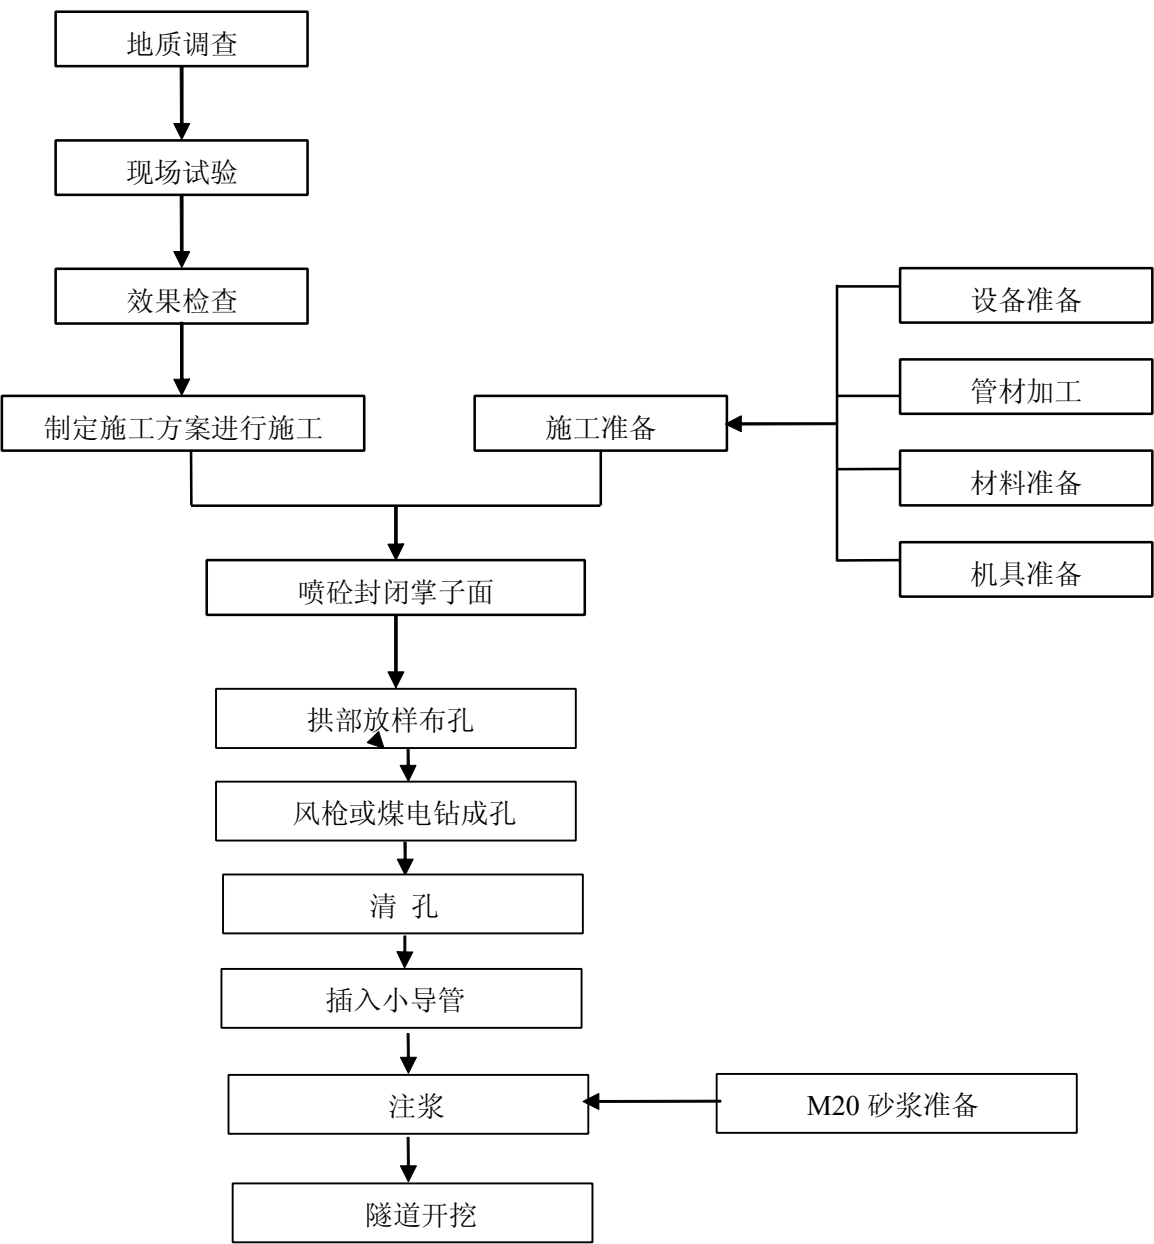 地质调查
现场试验
效果检查
设备准备
管材加工
制定施工方案进行施工
施工准备
材料准备
机具准备
喷砼封闭掌子面
拱部放样布孔
风枪或煤电钻成孔
清 孔
插入小导管
注浆
M20 砂浆准备
隧道开挖